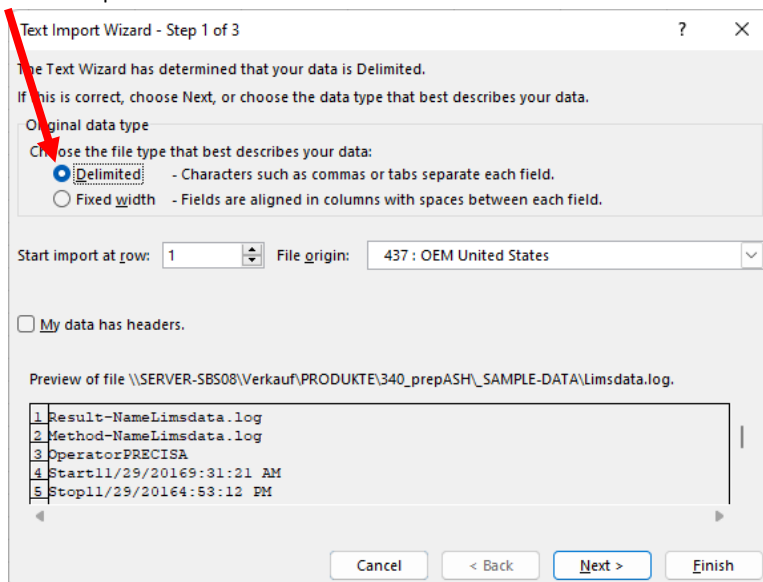 Text Import Wizard - Step 1 of 3 ? ×
The Text Wizard has determined that your data is Delimited.
If this is correct, choose Next, or choose the data type that best describes your data.
Original data type
Choose the file type that best describes your data:
Delimited - Characters such as commas or tabs separate each field.
Fixed width - Fields are aligned in columns with spaces between each field.
Start import at row: 1 File origin: 437 : OEM United States
My data has headers.
Preview of file \\SERVER-SBS08\Verkauf\PRODUKTE\340_prepASH\_SAMPLE-DATA\Limsdata.log.
1 Result-NameLimsdata.log
2 Method-NameLimsdata.log
3 OperatorPRECISA
4 Start11/29/20169:31:21 AM
5 Stop11/29/20164:53:12 PM
Cancel < Back Next > Finish